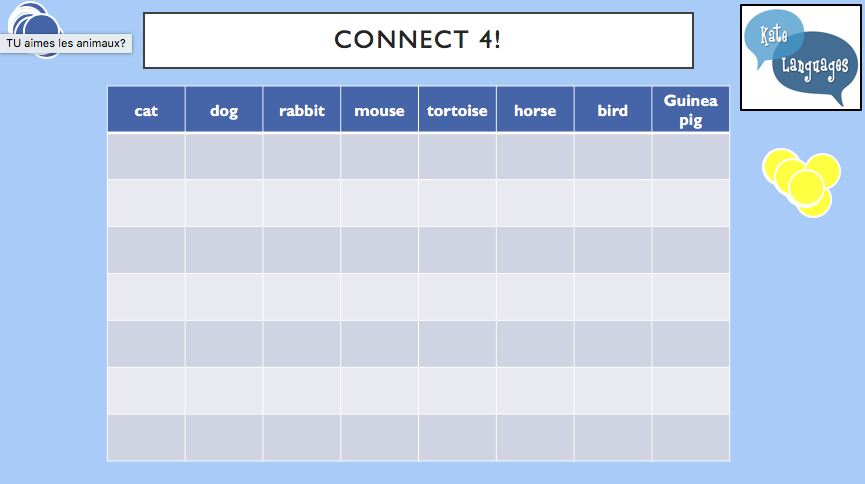 CONNECT 4!
Kate
Languages
TU aimes les animaux?
cat dog rabbit mouse tortoise horse bird Guinea pig